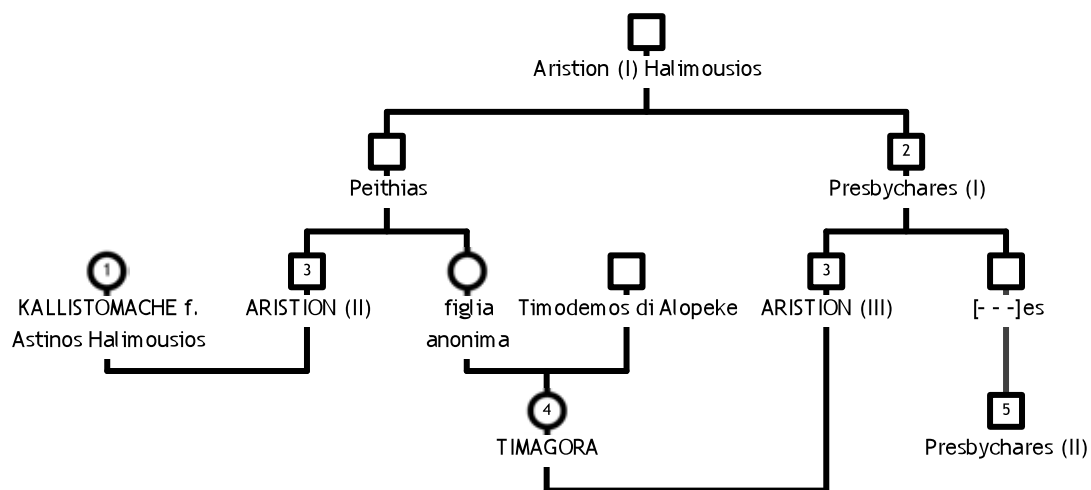 Aristion (I) Halimousios
2
Peithias
Presbychares (I)
1
3
3
KALLISTOMACHE f.
Astinos Halimousios
ARISTION (II)
figlia
anonima
Timodemos di Alopeke
ARISTION (III)
[- - -]es
4
5
TIMAGORA
Presbychares (II)